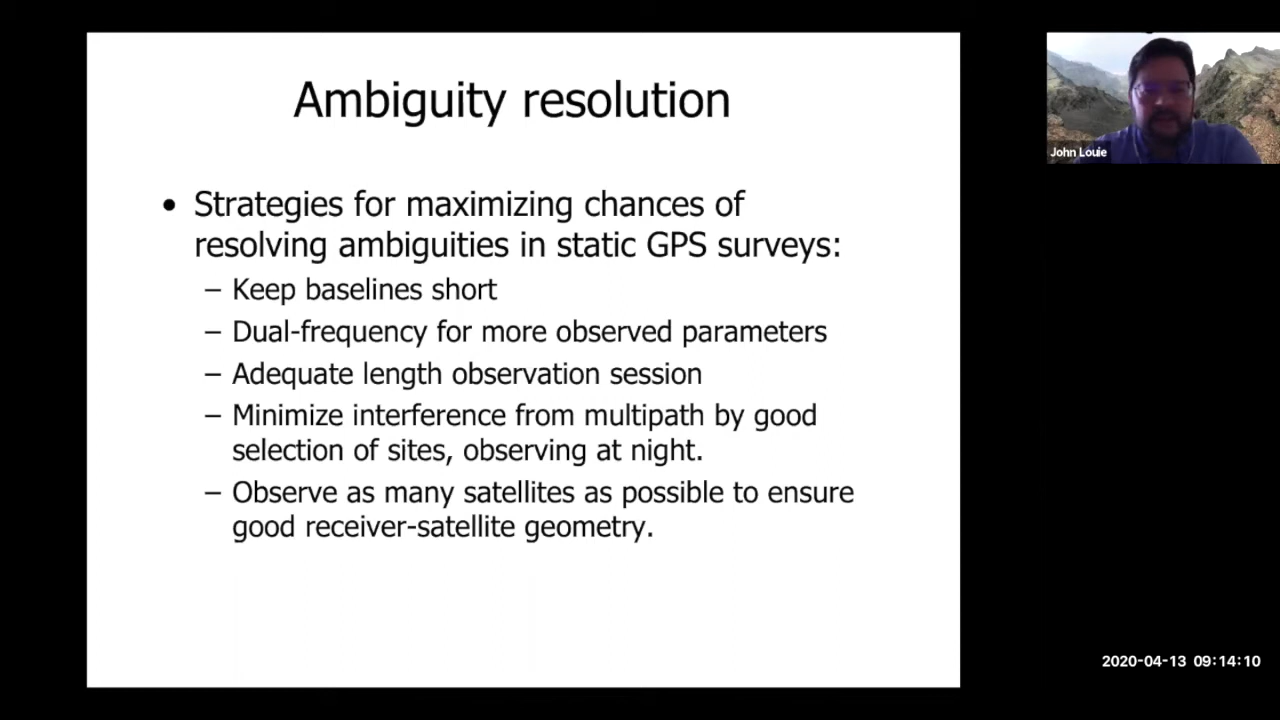 Ambiguity resolution
• Strategies for maximizing chances of
resolving ambiguities in static GPS surveys:
– Keep baselines short
– Dual-frequency for more observed parameters
– Adequate length observation session
– Minimize interference from multipath by good
selection of sites, observing at night.
– Observe as many satellites as possible to ensure
good receiver-satellite geometry.
John Louie
2020-04-13 09:14:10